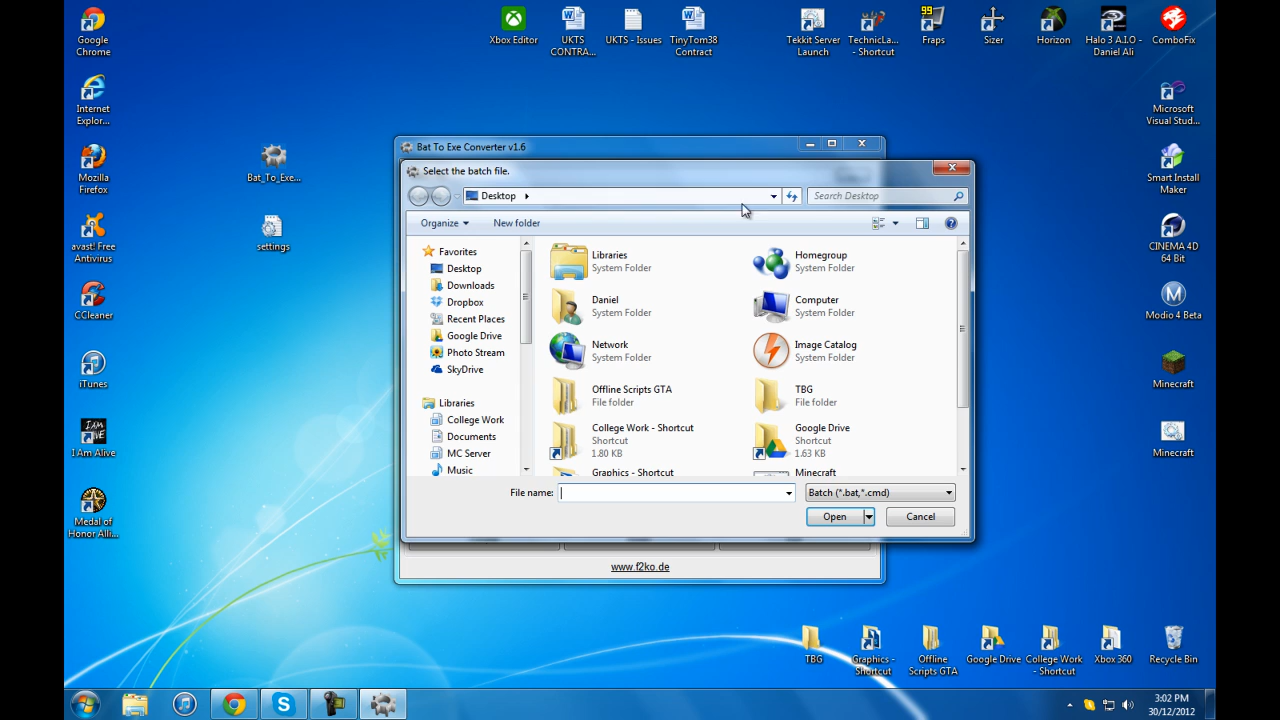 Google
Chrome
Internet
Explor...
Mozilla
Firefox
avast! Free
Antivirus
CCleaner
iTunes
I AM
ALIVE
I Am Alive
Medal of
Honor Alli...
Bat_To_Exe...
settings
Xbox Editor
UKTS
CONTRA...
UKTS - Issues
TinyTom38
Contract
Tekkit Server
Launch
TechnicLa...
- Shortcut
99
Fraps
Sizer
Horizon
Halo 3 A.I.O -
Daniel Ali
ComboFix
Microsoft
Visual Stud...
Smart Install
Maker
CINEMA 4D
64 Bit
Modio 4 Beta
Minecraft
Minecraft
Bat To Exe Converter v1.6
Select the batch file.
Desktop
Search Desktop
Organize
New folder
Favorites
Desktop
Downloads
Dropbox
Recent Places
Google Drive
Photo Stream
SkyDrive
Libraries
College Work
Documents
MC Server
Music
Libraries
System Folder
Homegroup
System Folder
Daniel
System Folder
Computer
System Folder
Network
System Folder
Image Catalog
System Folder
Offline Scripts GTA
File folder
TBG
File folder
College Work - Shortcut
Shortcut
1.80 KB
Google Drive
Shortcut
1.63 KB
Graphics - Shortcut
Minecraft
File name:
Batch (*.bat,*.cmd)
Open
Cancel
www.f2ko.de
TBG
Graphics -
Shortcut
Offline
Scripts GTA
Google Drive
College Work
- Shortcut
Xbox 360
Recycle Bin
3:02 PM
30/12/2012